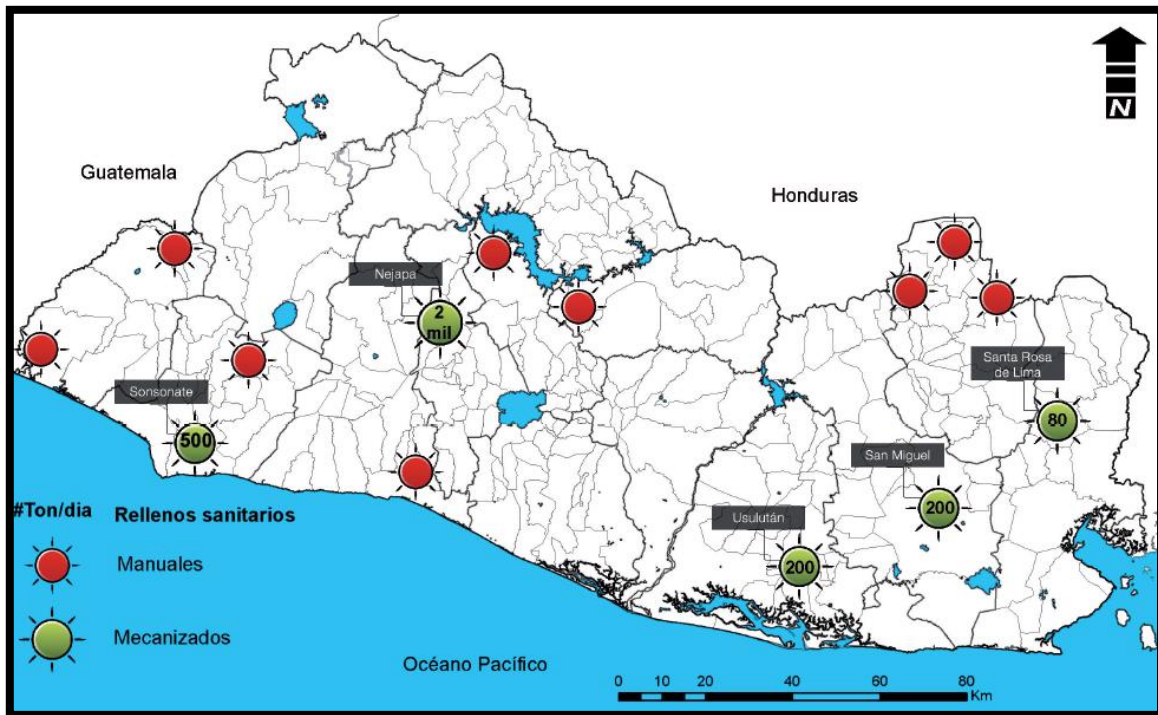 N
Guatemala
Honduras
Nejapa
2
mil
Santa Rosa
de Lima
Sonsonate
80
500
San Miguel
200
Usulután
200
#Ton/dia Rellenos sanitarios
Manuales
Mecanizados
Océano Pacífico
0 10 20 40 60 80
Km